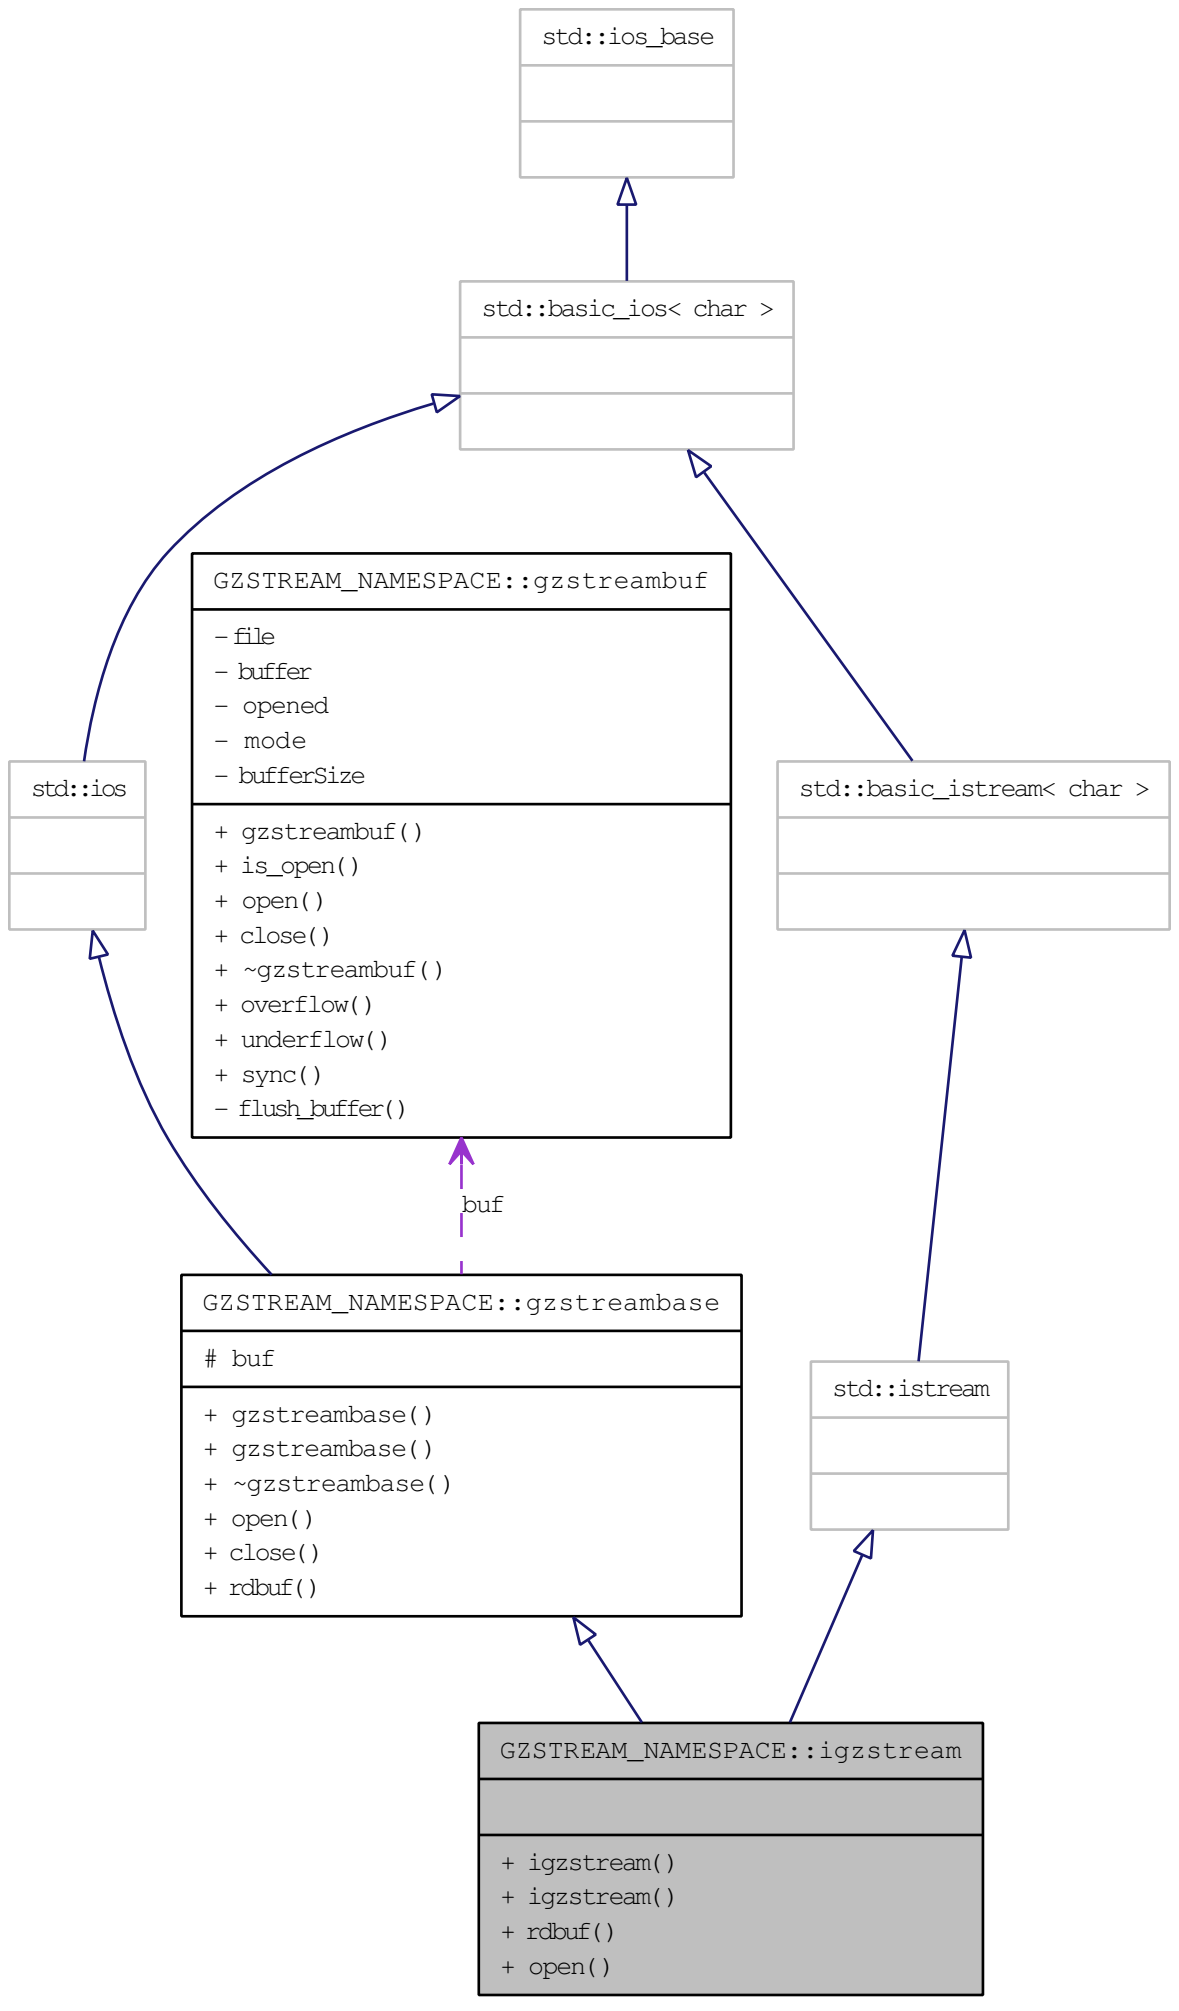 std::ios_base
std::basic_ios< char >
GZSTREAM_NAMESPACE::gzstreambuf
- file
- buffer
- opened
- mode
- bufferSize
+ gzstreambuf()
+ is_open()
+ open()
+ close()
+ ~gzstreambuf()
+ overflow()
+ underflow()
+ sync()
- flush_buffer()
std::ios
std::basic_istream< char >
buf
GZSTREAM_NAMESPACE::gzstreambase
# buf
+ gzstreambase()
+ gzstreambase()
+ ~gzstreambase()
+ open()
+ close()
+ rdbuf()
std::istream
GZSTREAM_NAMESPACE::igzstream
+ igzstream()
+ igzstream()
+ rdbuf()
+ open()